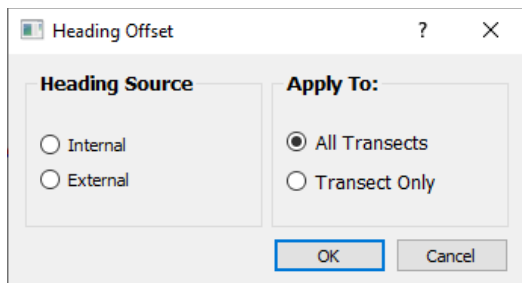 Heading Offset
?
Heading Source
Internal
External
Apply To:
All Transects
Transect Only
OK
Cancel